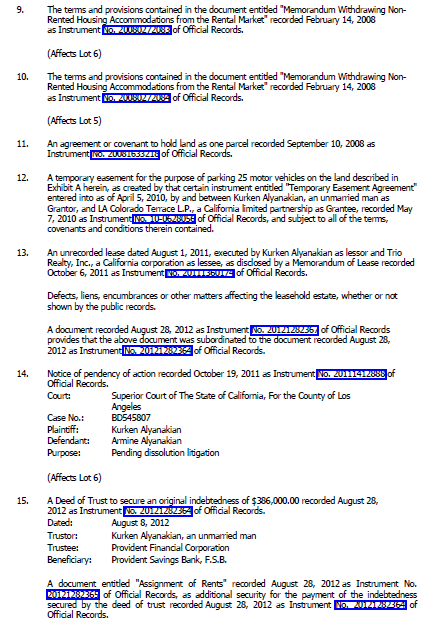 9. The terms and provisions contained in the document entitled "Memorandum Withdrawing Non-
Rented Housing Accommodations from the Rental Market" recorded February 14, 2008
as Instrument No. 20080272083 of Official Records.
(Affects Lot 6)
10. The terms and provisions contained in the document entitled "Memorandum Withdrawing Non-
Rented Housing Accommodations from the Rental Market" recorded February 14, 2008
as Instrument No. 20080272084 of Official Records.
(Affects Lot 5)
11. An agreement or covenant to hold land as one parcel recorded September 10, 2008 as
Instrument No. 20081633218 of Official Records.
12. A temporary easement for the purpose of parking 25 motor vehicles on the land described in
Exhibit A herein, as created by that certain instrument entitled "Temporary Easement Agreement"
entered into as of April 5, 2010, by and between Kurken Alyanakian, an unmarried man as
Grantor, and LA Colorado Terrace L.P., a California limited partnership as Grantee, recorded May
7, 2010 as Instrument No. 10-0628056 of Official Records, and subject to all of the terms,
covenants and conditions therein contained.
13. An unrecorded lease dated August 1, 2011, executed by Kurken Alyanakian as lessor and Trio
Realty, Inc., a California corporation as lessee, as disclosed by a Memorandum of Lease recorded
October 6, 2011 as Instrument No. 20111360174 of Official Records.
Defects, liens, encumbrances or other matters affecting the leasehold estate, whether or not
shown by the public records.
A document recorded August 28, 2012 as Instrument No. 20121282367 of Official Records
provides that the above document was subordinated to the document recorded August 28,
2012 as Instrument No. 20121282364 of Official Records.
14. Notice of pendency of action recorded October 19, 2011 as Instrument No. 20111412888 of
Official Records.
Court: Superior Court of The State of California, For the County of Los
Angeles
Case No.: BD545807
Plaintiff: Kurken Alyanakian
Defendant: Armine Alyanakian
Purpose: Pending dissolution litigation
(Affects Lot 6)
15. A Deed of Trust to secure an original indebtedness of $386,000.00 recorded August 28,
2012 as Instrument No. 20121282364 of Official Records.
Dated: August 8, 2012
Trustor: Kurken Alyanakian, an unmarried man
Trustee: Provident Financial Corporation
Beneficiary: Provident Savings Bank, F.S.B.
A document entitled "Assignment of Rents" recorded August 28, 2012 as Instrument No.
20121282365 of Official Records, as additional security for the payment of the indebtedness
secured by the deed of trust recorded August 28, 2012 as Instrument No. 20121282364 of
Official Records.